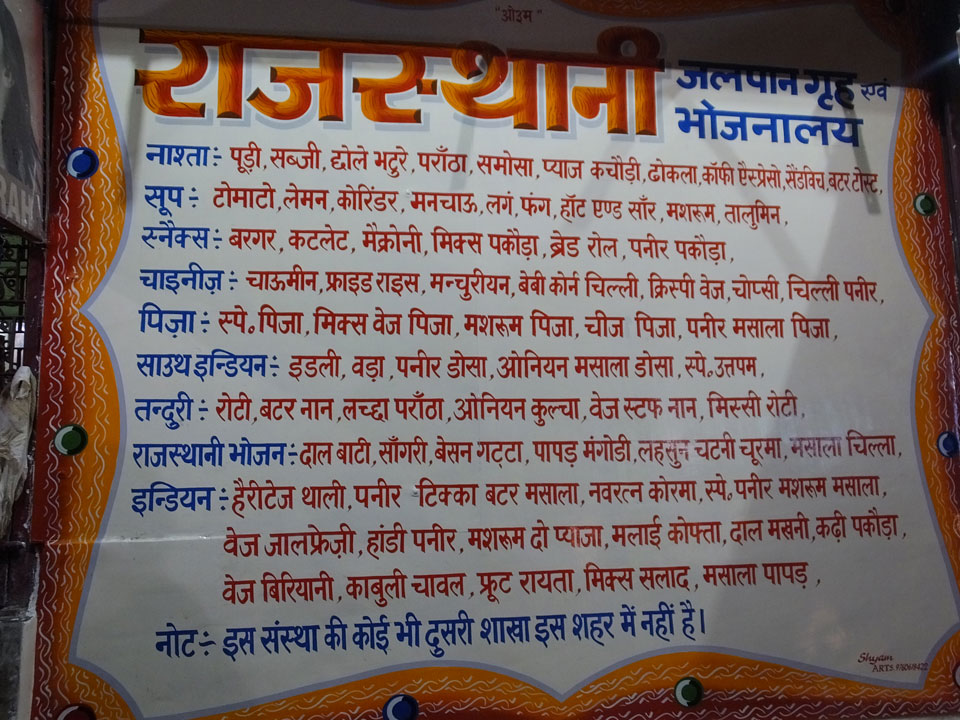 "ओ३म"
राजस्थानी जलपान गृह एवं
भोजनालय
नाश्ता:- पूड़ी, सब्जी, छोले भटुरे, पराँठा, समोसा, प्याज कचौड़ी, ढोकला, कॉफी एैस्प्रेसो, सैंडविच, बटर टोस्ट,
सूप:- टोमाटो, लेमन, कोरिंडर, मनचाऊ, लगं, फंग, हॉट एण्ड सॉर, मशरूम, तालुमिन,
स्नैक्स:- बरगर, कटलेट, मैक्रोनी, मिक्स पकौड़ा, ब्रेड रोल, पनीर पकौड़ा,
चाइनीज़:- चाऊमीन, फ्राइड राइस, मन्चुरीयन, बेबी कोर्न चिल्ली, क्रिस्पी वेज, चोप्सी, चिल्ली पनीर,
पिज़ा:- स्पे. पिजा, मिक्स वेज पिजा, मशरूम पिजा, चीज पिजा, पनीर मसाला पिजा,
साउथ इन्डियन:- इडली, वड़ा, पनीर डोसा, ओनियन मसाला डोसा, स्पे. उत्तपम,
तन्दुरी:- रोटी, बटर नान, लच्छा पराँठा, ओनियन कुल्चा, वेज स्टफ नान, मिस्सी रोटी,
राजस्थानी भोजन:- दाल बाटी, साँगरी, बेसन गट्टा, पापड़ मंगोडी, लहसुन चटनी चूरमा, मसाला चिल्ला,
इन्डियन:- हैरीटेज थाली, पनीर टिक्का बटर मसाला, नवरत्न कोरमा, स्पे. पनीर मशरूम मसाला,
वेज जालफ्रेज़ी, हांडी पनीर, मशरूम दो प्याजा, मलाई कोफ्ता, दाल मखनी, कढ़ी पकौड़ा,
वेज बिरियानी, काबुली चावल, फ्रूट रायता, मिक्स सलाद, मसाला पापड़,
नोट:- इस संस्था की कोई भी दुसरी शाखा इस शहर में नहीं है।
Shyam
ARTS.